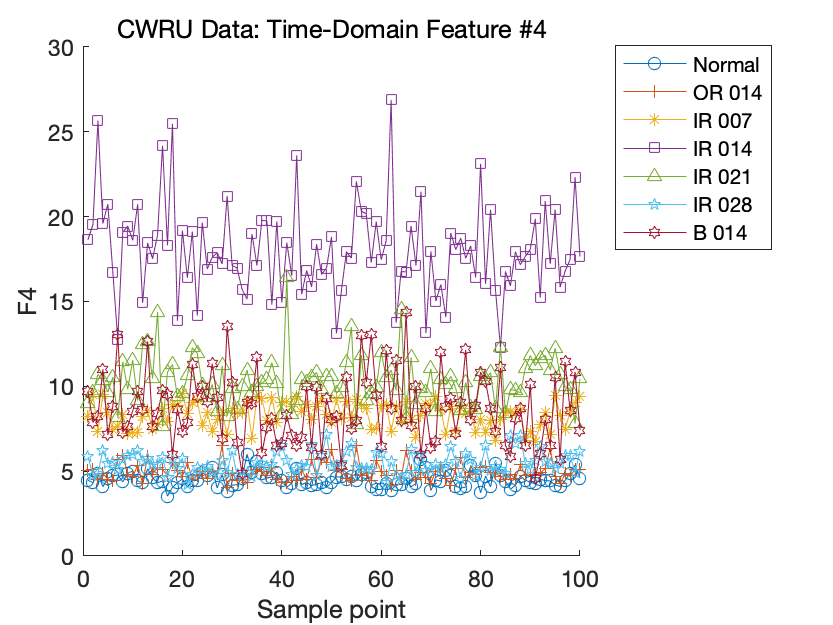 CWRU Data: Time-Domain Feature #4
30
25
20
15
10
5
0
F4
0 20 40 60 80 100
Sample point
Normal
OR 014
IR 007
IR 014
IR 021
IR 028
B 014